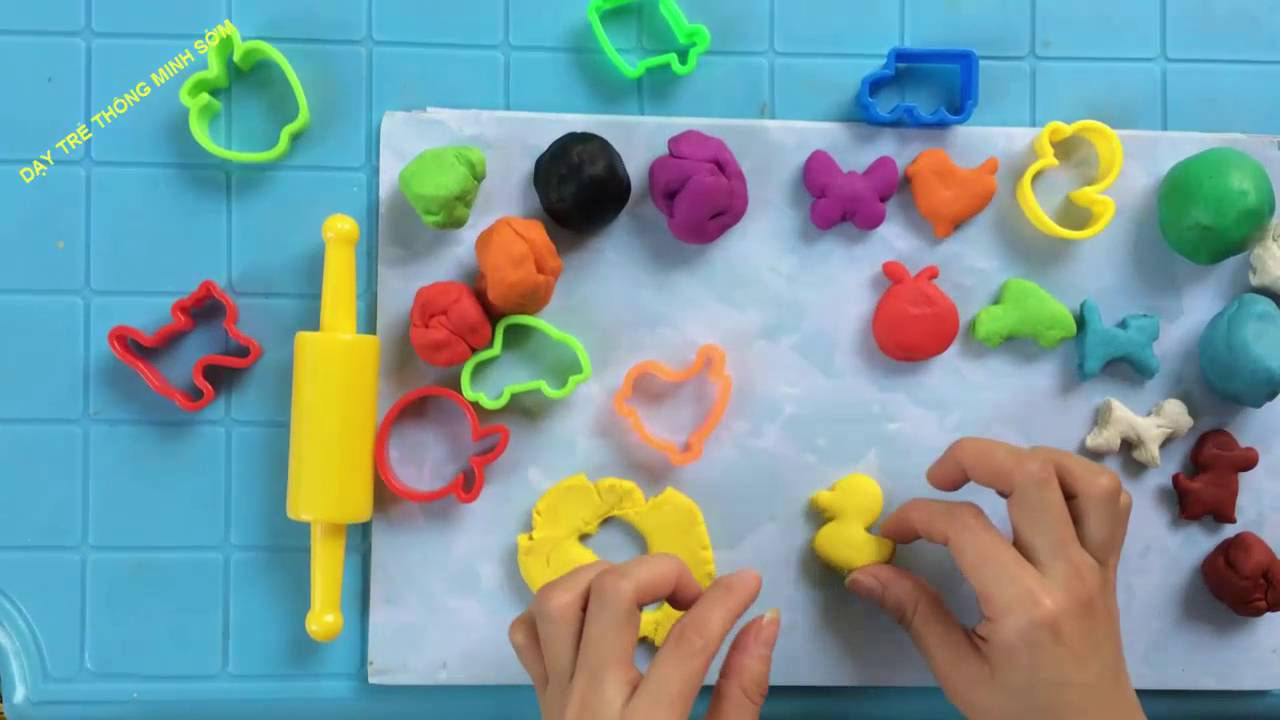 DẠY TRẺ THÔNG MINH SỚM